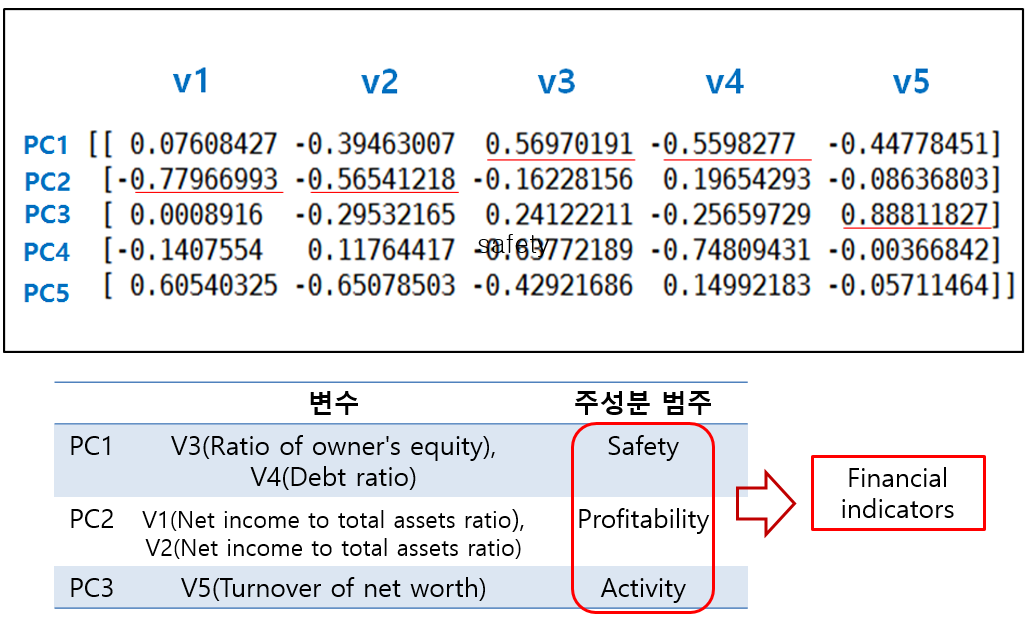 v1 v2 v3 v4 v5
PC1 [[ 0.07608427 -0.39463007 0.56970191 -0.5598277 -0.44778451]
PC2 [-0.77966993 -0.56541218 -0.16228156 0.19654293 -0.08636803]
PC3 [ 0.0008916 -0.29532165 0.24122211 -0.25659729 0.88811827]
safety
PC4 [-0.1407554 0.11764417 -0.63772189 -0.74809431 -0.00366842]
PC5 [ 0.60540325 -0.65078503 -0.42921686 0.14992183 -0.05711464]]
변수 주성분 범주
PC1 V3(Ratio of owner's equity), Safety
V4(Debt ratio)
PC2 V1(Net income to total assets ratio), Profitability
V2(Net income to total assets ratio)
PC3 V5(Turnover of net worth) Activity
Financial
indicators